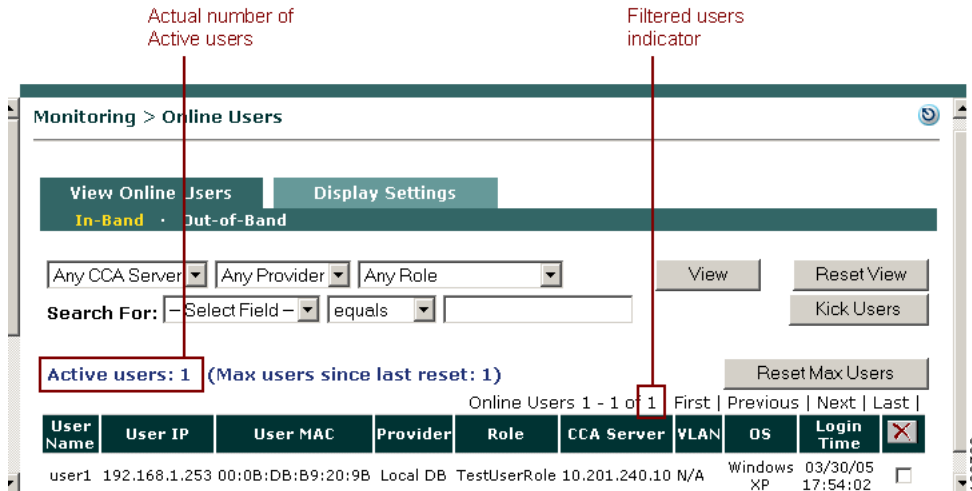 Actual number of
Active users
Filtered users
indicator
Monitoring > Online Users
View Online Users
Display Settings
In-Band · Out-of-Band
Any CCA Server
Any Provider
Any Role
View
Reset View
Search For:
– Select Field –
equals
Kick Users
Active users: 1 (Max users since last reset: 1)
Reset Max Users
Online Users 1 - 1 of 1 First | Previous | Next | Last |
User Name User IP User MAC Provider Role CCA Server VLAN OS Login Time
user1 192.168.1.253 00:0B:DB:B9:20:9B Local DB TestUserRole 10.201.240.10 N/A Windows XP 03/30/05 17:54:02